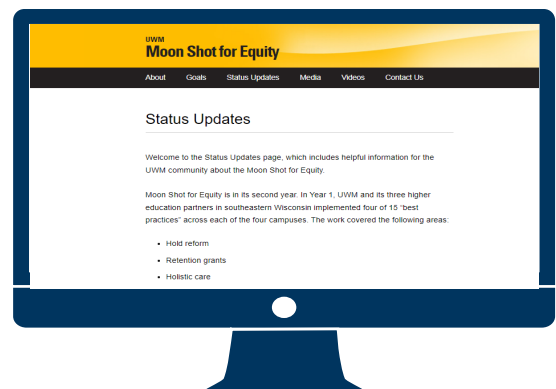 UWM
Moon Shot for Equity
About Goals Status Updates Media Videos Contact Us
Status Updates
Welcome to the Status Updates page, which includes helpful information for the
UWM community about the Moon Shot for Equity.
Moon Shot for Equity is in its second year. In Year 1, UWM and its three higher
education partners in southeastern Wisconsin implemented four of 15 “best
practices” across each of the four campuses. The work covered the following areas:
• Hold reform
• Retention grants
• Holistic care